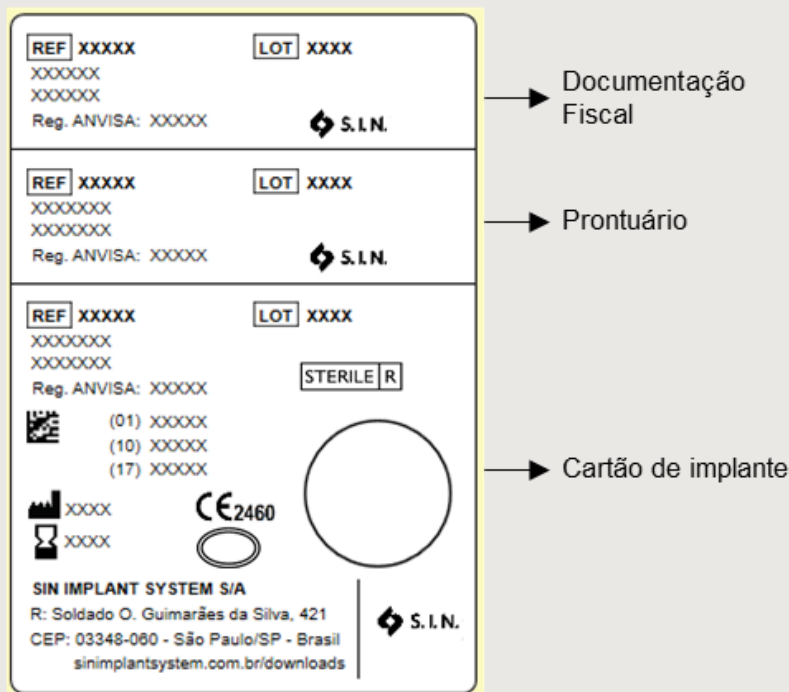 REF XXXXX LOT XXXX
XXXXXX
XXXXXX
Reg. ANVISA: XXXXX S.I.N.
Documentação
Fiscal
REF XXXXX LOT XXXX
XXXXXXX
XXXXXXX
Reg. ANVISA: XXXXX S.I.N.
Prontuário
REF XXXXX LOT XXXX
XXXXXXX
XXXXXXX
Reg. ANVISA: XXXXX
STERILE R
(01) XXXXX
(10) XXXXX
(17) XXXXX
XXXX
CE2460
XXXX
Cartão de implante
SIN IMPLANT SYSTEM S/A
R: Soldado O. Guimarães da Silva, 421
CEP: 03348-060 - São Paulo/SP - Brasil
sinimplantsystem.com.br/downloads
S.I.N.